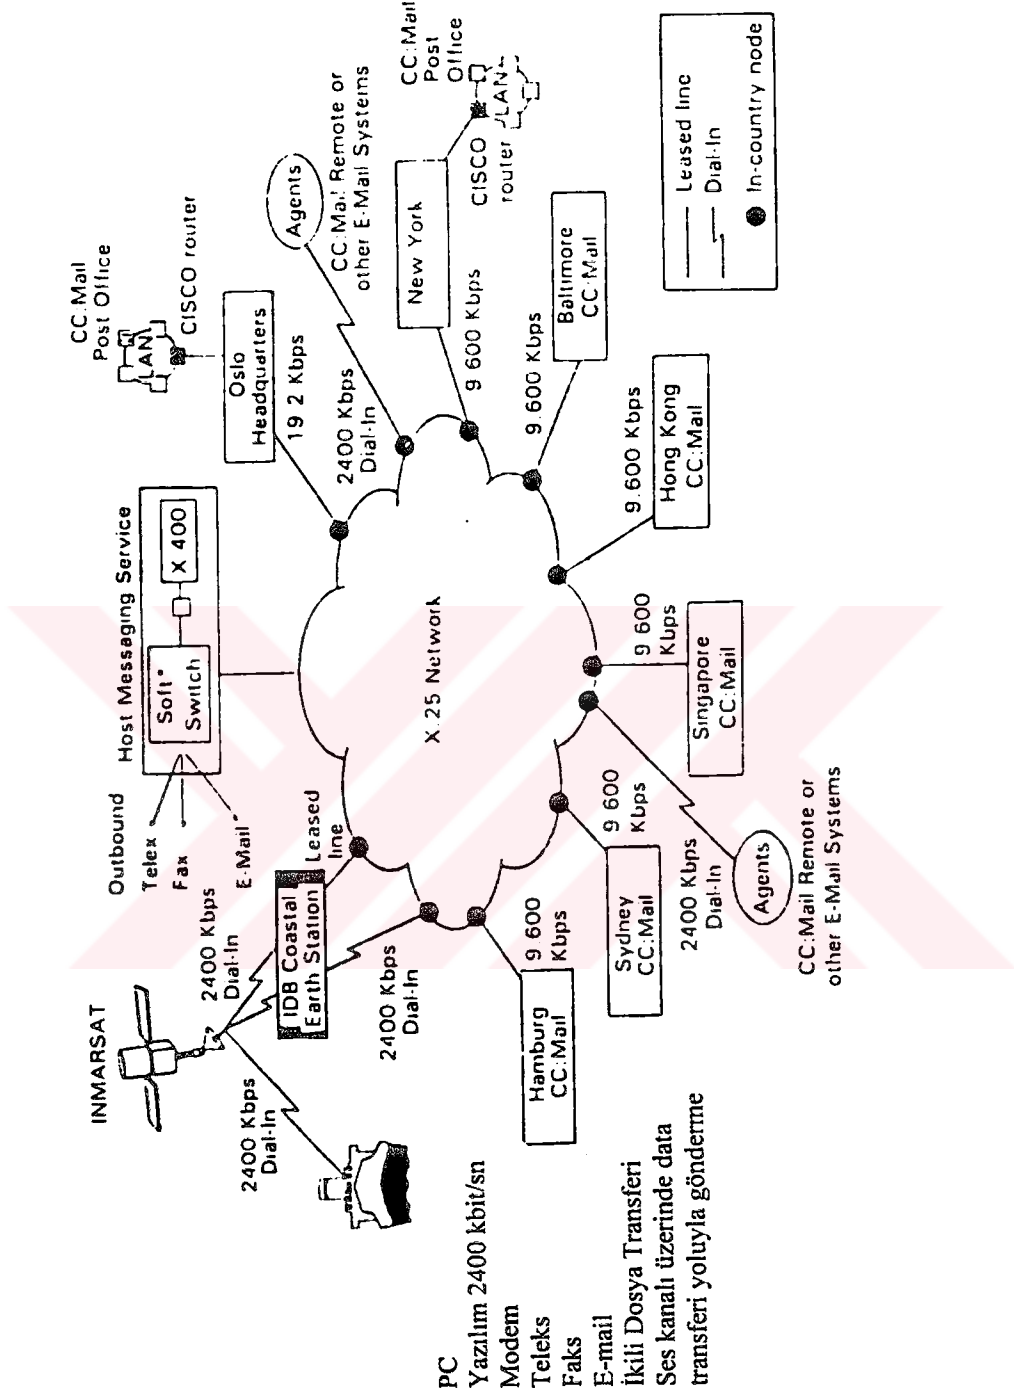 INMARSAT
2400 Kbps
Dial-In
2400 Kbps
Dial-In
IDB Coastal
Earth Station
Leased
line
2400 Kbps
Dial-In
Outbound
Telex
Fax
E-Mail
Host Messaging Service
Soft*
Switch
X 400
CC:Mail
Post Office
LAN
CISCO router
Oslo
Headquarters
19 2 Kbps
2400 Kbps
Dial-In
Agents
CC:Mail Remote or
other E-Mail Systems
New York
9 600 Kbps
CC:Mail
Post
Office
LAN
CISCO
router
X.25 Network
9.600 Kbps
Baltimore
CC:Mail
9.600 Kbps
Hong Kong
CC:Mail
9 600
Kbps
Singapore
CC:Mail
9 600
Kbps
Sydney
CC:Mail
9.600
Kbps
Hamburg
CC:Mail
2400 Kbps
Dial-In
Agents
CC:Mail Remote or
other E-Mail Systems
Leased line
Dial-In
In-country node
PC
Yazılım 2400 kbit/sn
Modem
Teleks
Faks
E-mail
İkili Dosya Transferi
Ses kanalı üzerinde data
transferi yoluyla gönderme